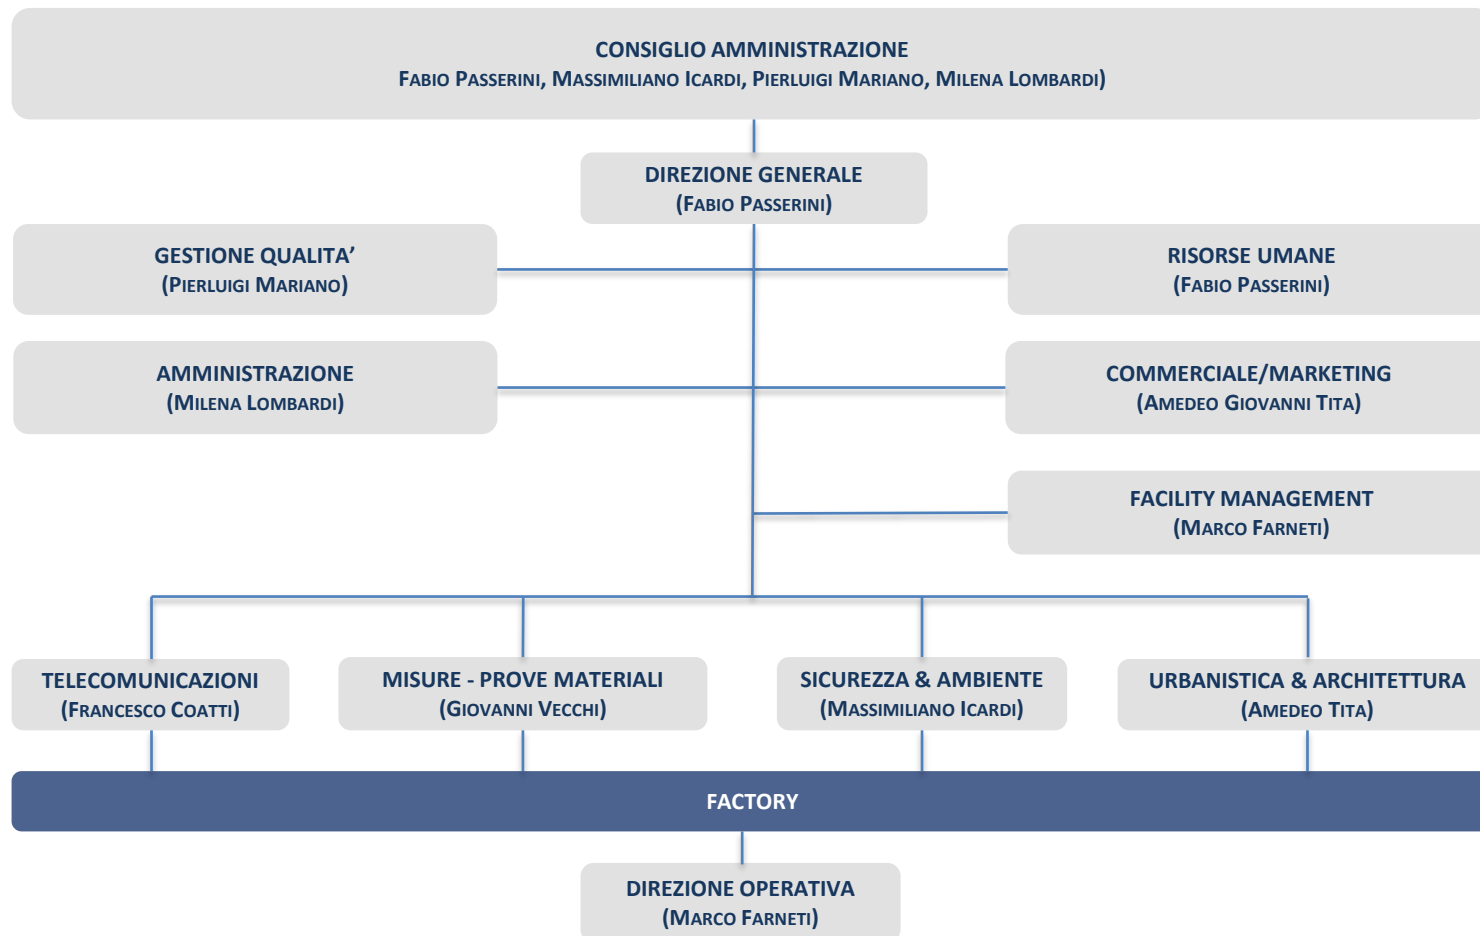 CONSIGLIO AMMINISTRAZIONE
FABIO PASSERINI, MASSIMILIANO ICARDI, PIERLUIGI MARIANO, MILENA LOMBARDI)
DIREZIONE GENERALE
(FABIO PASSERINI)
GESTIONE QUALITA’
(PIERLUIGI MARIANO)
RISORSE UMANE
(FABIO PASSERINI)
AMMINISTRAZIONE
(MILENA LOMBARDI)
COMMERCIALE/MARKETING
(AMEDEO GIOVANNI TITA)
FACILITY MANAGEMENT
(MARCO FARNETI)
TELECOMUNICAZIONI
(FRANCESCO COATTI)
MISURE - PROVE MATERIALI
(GIOVANNI VECCHI)
SICUREZZA & AMBIENTE
(MASSIMILIANO ICARDI)
URBANISTICA & ARCHITETTURA
(AMEDEO TITA)
FACTORY
DIREZIONE OPERATIVA
(MARCO FARNETI)